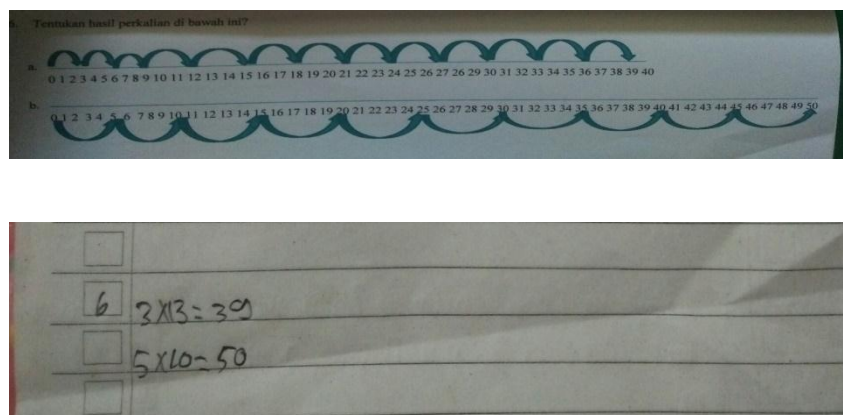 Tentukan hasil perkalian di bawah ini?
a.
0 1 2 3 4 5 6 7 8 9 10 11 12 13 14 15 16 17 18 19 20 21 22 23 24 25 26 27 28 29 30 31 32 33 34 35 36 37 38 39 40
b.
0 1 2 3 4 5 6 7 8 9 10 11 12 13 14 15 16 17 18 19 20 21 22 23 24 25 26 27 28 29 30 31 32 33 34 35 36 37 38 39 40 41 42 43 44 45 46 47 48 49 50
6 3x13=39
5x10=50